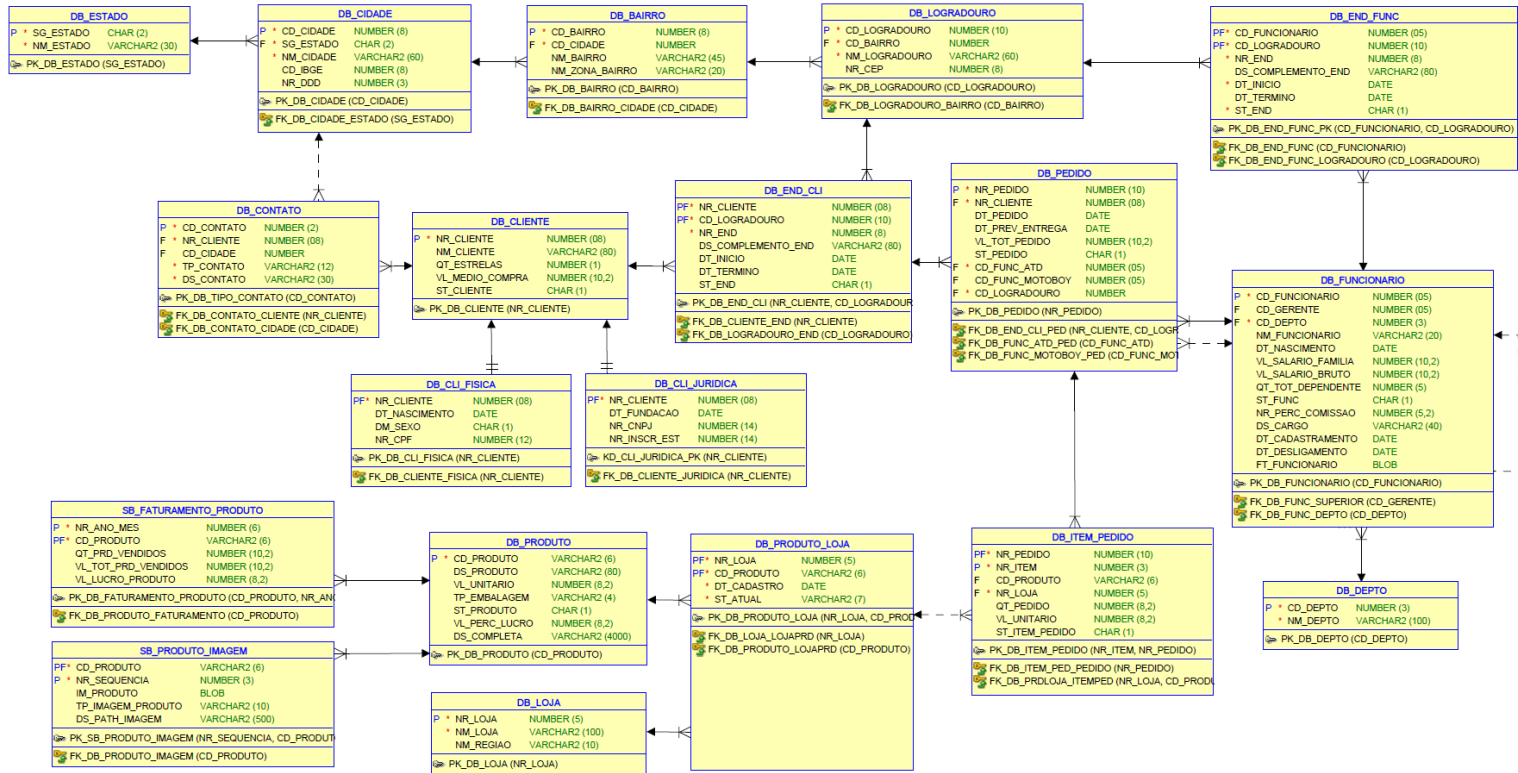 DB_ESTADO
P * SG_ESTADO CHAR (2)
* NM_ESTADO VARCHAR2 (30)
PK_DB_ESTADO (SG_ESTADO)
DB_CIDADE
P * CD_CIDADE NUMBER (8)
F * SG_ESTADO CHAR (2)
* NM_CIDADE VARCHAR2 (60)
CD_IBGE NUMBER (8)
NR_DDD NUMBER (3)
PK_DB_CIDADE (CD_CIDADE)
FK_DB_CIDADE_ESTADO (SG_ESTADO)
DB_BAIRRO
P * CD_BAIRRO NUMBER (8)
F * CD_CIDADE NUMBER
NM_BAIRRO VARCHAR2 (45)
NM_ZONA_BAIRRO VARCHAR2 (20)
PK_DB_BAIRRO (CD_BAIRRO)
FK_DB_BAIRRO_CIDADE (CD_CIDADE)
DB_LOGRADOURO
P * CD_LOGRADOURO NUMBER (10)
F * CD_BAIRRO NUMBER
* NM_LOGRADOURO VARCHAR2 (60)
NR_CEP NUMBER (8)
PK_DB_LOGRADOURO (CD_LOGRADOURO)
FK_DB_LOGRADOURO_BAIRRO (CD_BAIRRO)
DB_END_FUNC
PF* CD_FUNCIONARIO NUMBER (05)
PF* CD_LOGRADOURO NUMBER (10)
* NR_END NUMBER (8)
DS_COMPLEMENTO_END VARCHAR2 (80)
* DT_INICIO DATE
DT_TERMINO DATE
* ST_END CHAR (1)
PK_DB_END_FUNC_PK (CD_FUNCIONARIO, CD_LOGRADOURO)
FK_DB_END_FUNC (CD_FUNCIONARIO)
FK_DB_END_FUNC_LOGRADOURO (CD_LOGRADOURO)
DB_CONTATO
P * CD_CONTATO NUMBER (2)
F * NR_CLIENTE NUMBER (08)
F CD_CIDADE NUMBER
* TP_CONTATO VARCHAR2 (12)
* DS_CONTATO VARCHAR2 (30)
PK_DB_TIPO_CONTATO (CD_CONTATO)
FK_DB_CONTATO_CLIENTE (NR_CLIENTE)
FK_DB_CONTATO_CIDADE (CD_CIDADE)
DB_CLIENTE
P * NR_CLIENTE NUMBER (08)
NM_CLIENTE VARCHAR2 (80)
QT_ESTRELAS NUMBER (1)
VL_MEDIO_COMPRA NUMBER (10,2)
ST_CLIENTE CHAR (1)
PK_DB_CLIENTE (NR_CLIENTE)
DB_END_CLI
PF* NR_CLIENTE NUMBER (08)
PF* CD_LOGRADOURO NUMBER (10)
* NR_END NUMBER (8)
DS_COMPLEMENTO_END VARCHAR2 (80)
DT_INICIO DATE
DT_TERMINO DATE
ST_END CHAR (1)
PK_DB_END_CLI (NR_CLIENTE, CD_LOGRADOUR
FK_DB_CLIENTE_END (NR_CLIENTE)
FK_DB_LOGRADOURO_END (CD_LOGRADOURO)
DB_PEDIDO
P * NR_PEDIDO NUMBER (10)
F * NR_CLIENTE NUMBER (08)
DT_PEDIDO DATE
DT_PREV_ENTREGA DATE
VL_TOT_PEDIDO NUMBER (10,2)
ST_PEDIDO CHAR (1)
F * CD_FUNC_ATD NUMBER (05)
F CD_FUNC_MOTOBOY NUMBER (05)
F * CD_LOGRADOURO NUMBER
PK_DB_PEDIDO (NR_PEDIDO)
FK_DB_END_CLI_PED (NR_CLIENTE, CD_LOGR
FK_DB_FUNC_ATD_PED (CD_FUNC_ATD)
FK_DB_FUNC_MOTOBOY_PED (CD_FUNC_MOT
DB_FUNCIONARIO
P * CD_FUNCIONARIO NUMBER (05)
F CD_GERENTE NUMBER (05)
F * CD_DEPTO NUMBER (3)
NM_FUNCIONARIO VARCHAR2 (20)
DT_NASCIMENTO DATE
VL_SALARIO_FAMILIA NUMBER (10,2)
VL_SALARIO_BRUTO NUMBER (10,2)
QT_TOT_DEPENDENTE NUMBER (5)
ST_FUNC CHAR (1)
NR_PERC_COMISSAO NUMBER (5,2)
DS_CARGO VARCHAR2 (40)
DT_CADASTRAMENTO DATE
DT_DESLIGAMENTO DATE
FT_FUNCIONARIO BLOB
PK_DB_FUNCIONARIO (CD_FUNCIONARIO)
FK_DB_FUNC_SUPERIOR (CD_GERENTE)
FK_DB_FUNC_DEPTO (CD_DEPTO)
DB_CLI_FISICA
PF* NR_CLIENTE NUMBER (08)
DT_NASCIMENTO DATE
DM_SEXO CHAR (1)
NR_CPF NUMBER (12)
PK_DB_CLI_FISICA (NR_CLIENTE)
FK_DB_CLIENTE_FISICA (NR_CLIENTE)
DB_CLI_JURIDICA
PF* NR_CLIENTE NUMBER (08)
DT_FUNDACAO DATE
NR_CNPJ NUMBER (14)
NR_INSCR_EST NUMBER (14)
KD_CLI_JURIDICA_PK (NR_CLIENTE)
FK_DB_CLIENTE_JURIDICA (NR_CLIENTE)
SB_FATURAMENTO_PRODUTO
P * NR_ANO_MES NUMBER (6)
PF* CD_PRODUTO VARCHAR2 (6)
QT_PRD_VENDIDOS NUMBER (10,2)
VL_TOT_PRD_VENDIDOS NUMBER (10,2)
VL_LUCRO_PRODUTO NUMBER (8,2)
PK_DB_FATURAMENTO_PRODUTO (CD_PRODUTO, NR_AN
FK_DB_PRODUTO_FATURAMENTO (CD_PRODUTO)
DB_PRODUTO
P * CD_PRODUTO VARCHAR2 (6)
DS_PRODUTO VARCHAR2 (80)
VL_UNITARIO NUMBER (8,2)
TP_EMBALAGEM VARCHAR2 (4)
ST_PRODUTO CHAR (1)
VL_PERC_LUCRO NUMBER (8,2)
DS_COMPLETA VARCHAR2 (4000)
PK_DB_PRODUTO (CD_PRODUTO)
DB_PRODUTO_LOJA
PF* NR_LOJA NUMBER (5)
PF* CD_PRODUTO VARCHAR2 (6)
* DT_CADASTRO DATE
* ST_ATUAL VARCHAR2 (7)
PK_DB_PRODUTO_LOJA (NR_LOJA, CD_PROD
FK_DB_LOJA_LOJAPRD (NR_LOJA)
FK_DB_PRODUTO_LOJAPRD (CD_PRODUTO)
DB_ITEM_PEDIDO
PF* NR_PEDIDO NUMBER (10)
P * NR_ITEM NUMBER (3)
F CD_PRODUTO VARCHAR2 (6)
F * NR_LOJA NUMBER (5)
QT_PEDIDO NUMBER (8,2)
VL_UNITARIO NUMBER (8,2)
ST_ITEM_PEDIDO CHAR (1)
PK_DB_ITEM_PEDIDO (NR_ITEM, NR_PEDIDO)
FK_DB_ITEM_PED_PEDIDO (NR_PEDIDO)
FK_DB_PRDLOJA_ITEMPED (NR_LOJA, CD_PRODU
DB_DEPTO
P * CD_DEPTO NUMBER (3)
* NM_DEPTO VARCHAR2 (100)
PK_DB_DEPTO (CD_DEPTO)
SB_PRODUTO_IMAGEM
PF* CD_PRODUTO VARCHAR2 (6)
P * NR_SEQUENCIA NUMBER (3)
IM_PRODUTO BLOB
TP_IMAGEM_PRODUTO VARCHAR2 (10)
DS_PATH_IMAGEM VARCHAR2 (500)
PK_SB_PRODUTO_IMAGEM (NR_SEQUENCIA, CD_PRODUT
FK_DB_PRODUTO_IMAGEM (CD_PRODUTO)
DB_LOJA
P * NR_LOJA NUMBER (5)
* NM_LOJA VARCHAR2 (100)
NM_REGIAO VARCHAR2 (10)
PK_DB_LOJA (NR_LOJA)